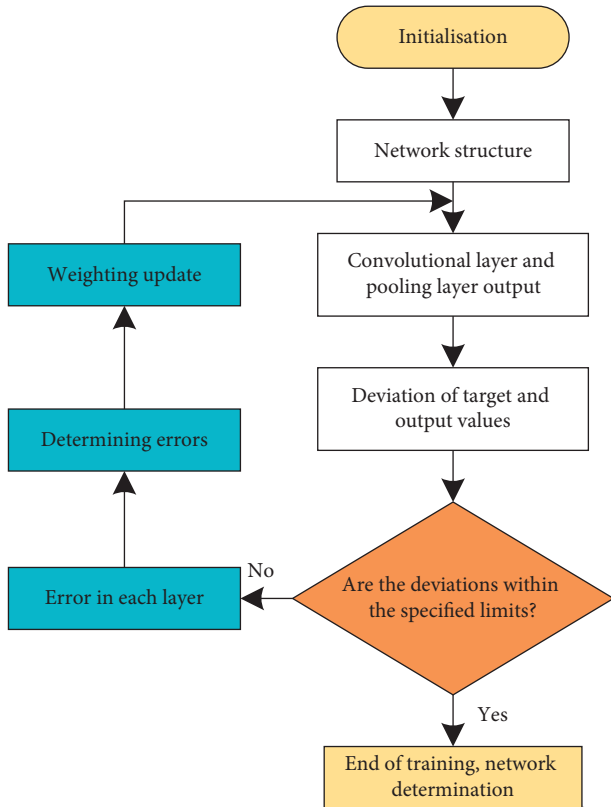 Initialisation
Network structure
Convolutional layer and
pooling layer output
Deviation of target and
output values
Are the deviations within
the specified limits?
No
Error in each layer
Determining errors
Weighting update
Yes
End of training, network
determination